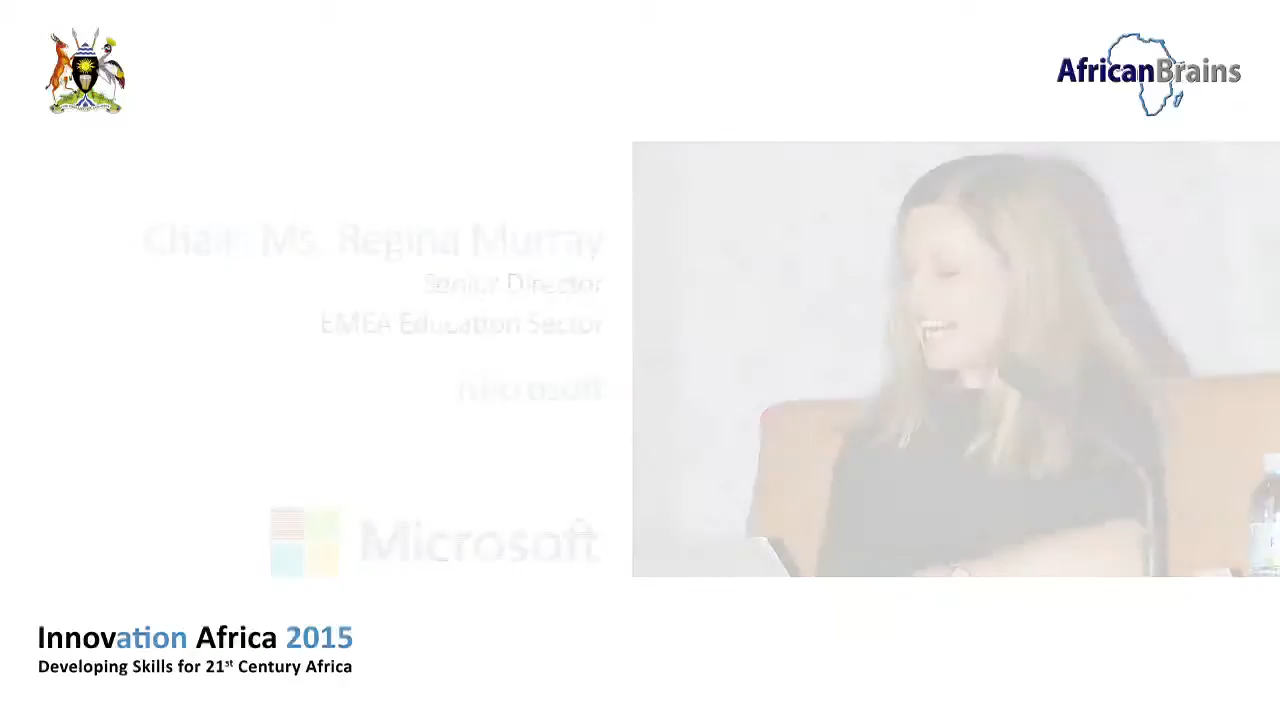 AfricanBrains
Chair: Ms. Regina Murray
Senior Director
EMEA Education Sector
Microsoft
Microsoft
Innovation Africa 2015
Developing Skills for 21st Century Africa